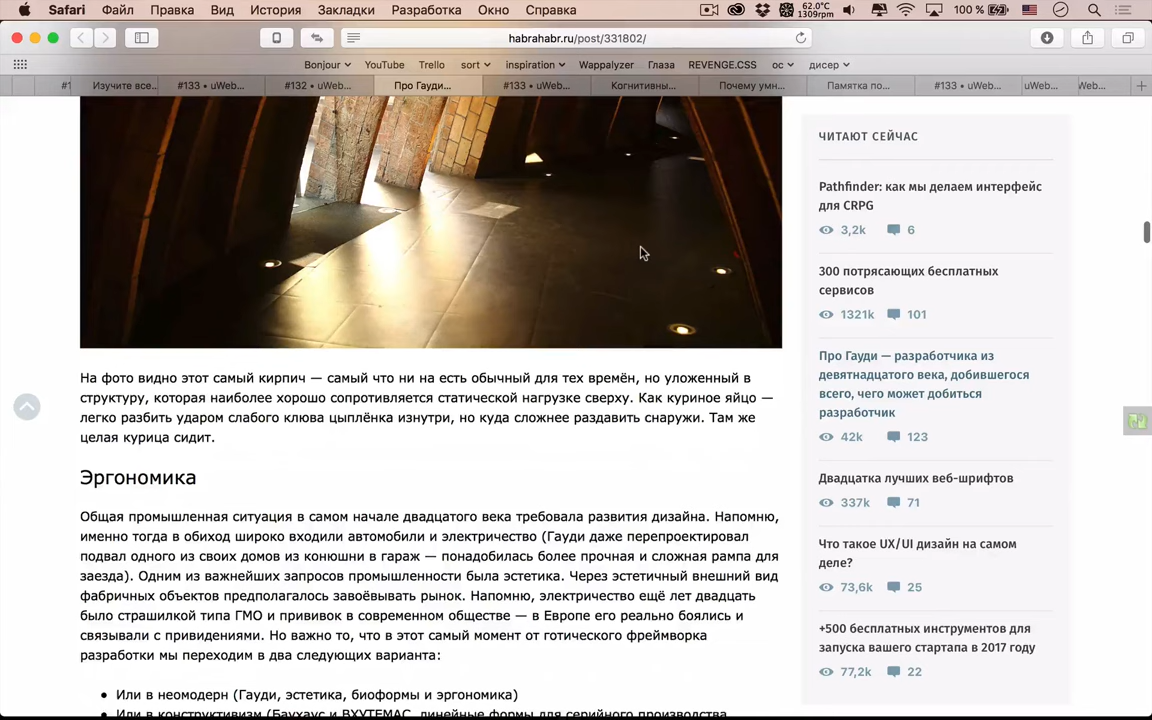 Safari Файл Правка Вид История Закладки Разработка Окно Справка 62.0°C 1309rpm 100 %
habrahabr.ru/post/331802/
Bonjour YouTube Trello sort inspiration Wappalyzer Глаза REVENGE.CSS ос дисер
#1 Изучите все... #133 • uWeb... #132 • uWeb... Про Гауди... #133 • uWeb... Когнитивны... Почему умн... Памятка по... #133 • uWeb... uWeb... Web...
ЧИТАЮТ СЕЙЧАС
Pathfinder: как мы делаем интерфейс
для CRPG
3,2k 6
300 потрясающих бесплатных
сервисов
1321k 101
Про Гауди — разработчика из
девятнадцатого века, добившегося
всего, чего может добиться
разработчик
42k 123
Двадцатка лучших веб-шрифтов
337k 71
Что такое UX/UI дизайн на самом
деле?
73,6k 25
+500 бесплатных инструментов для
запуска вашего стартапа в 2017 году
77,2k 22
На фото видно этот самый кирпич — самый что ни на есть обычный для тех времён, но уложенный в
структуру, которая наиболее хорошо сопротивляется статической нагрузке сверху. Как куриное яйцо —
легко разбить ударом слабого клюва цыплёнка изнутри, но куда сложнее раздавить снаружи. Там же
целая курица сидит.
Эргономика
Общая промышленная ситуация в самом начале двадцатого века требовала развития дизайна. Напомню,
именно тогда в обиход широко входили автомобили и электричество (Гауди даже перепроектировал
подвал одного из своих домов из конюшни в гараж — понадобилась более прочная и сложная рампа для
заезда). Одним из важнейших запросов промышленности была эстетика. Через эстетичный внешний вид
фабричных объектов предполагалось завоёвывать рынок. Напомню, электричество ещё лет двадцать
было страшилкой типа ГМО и прививок в современном обществе — в Европе его реально боялись и
связывали с привидениями. Но важно то, что в этот самый момент от готического фреймворка
разработки мы переходим в два следующих варианта:
• Или в неомодерн (Гауди, эстетика, биоформы и эргономика)
• Или в конструктивизм (Баухаус и ВХУТЕМАС, линейные формы для серийного производства